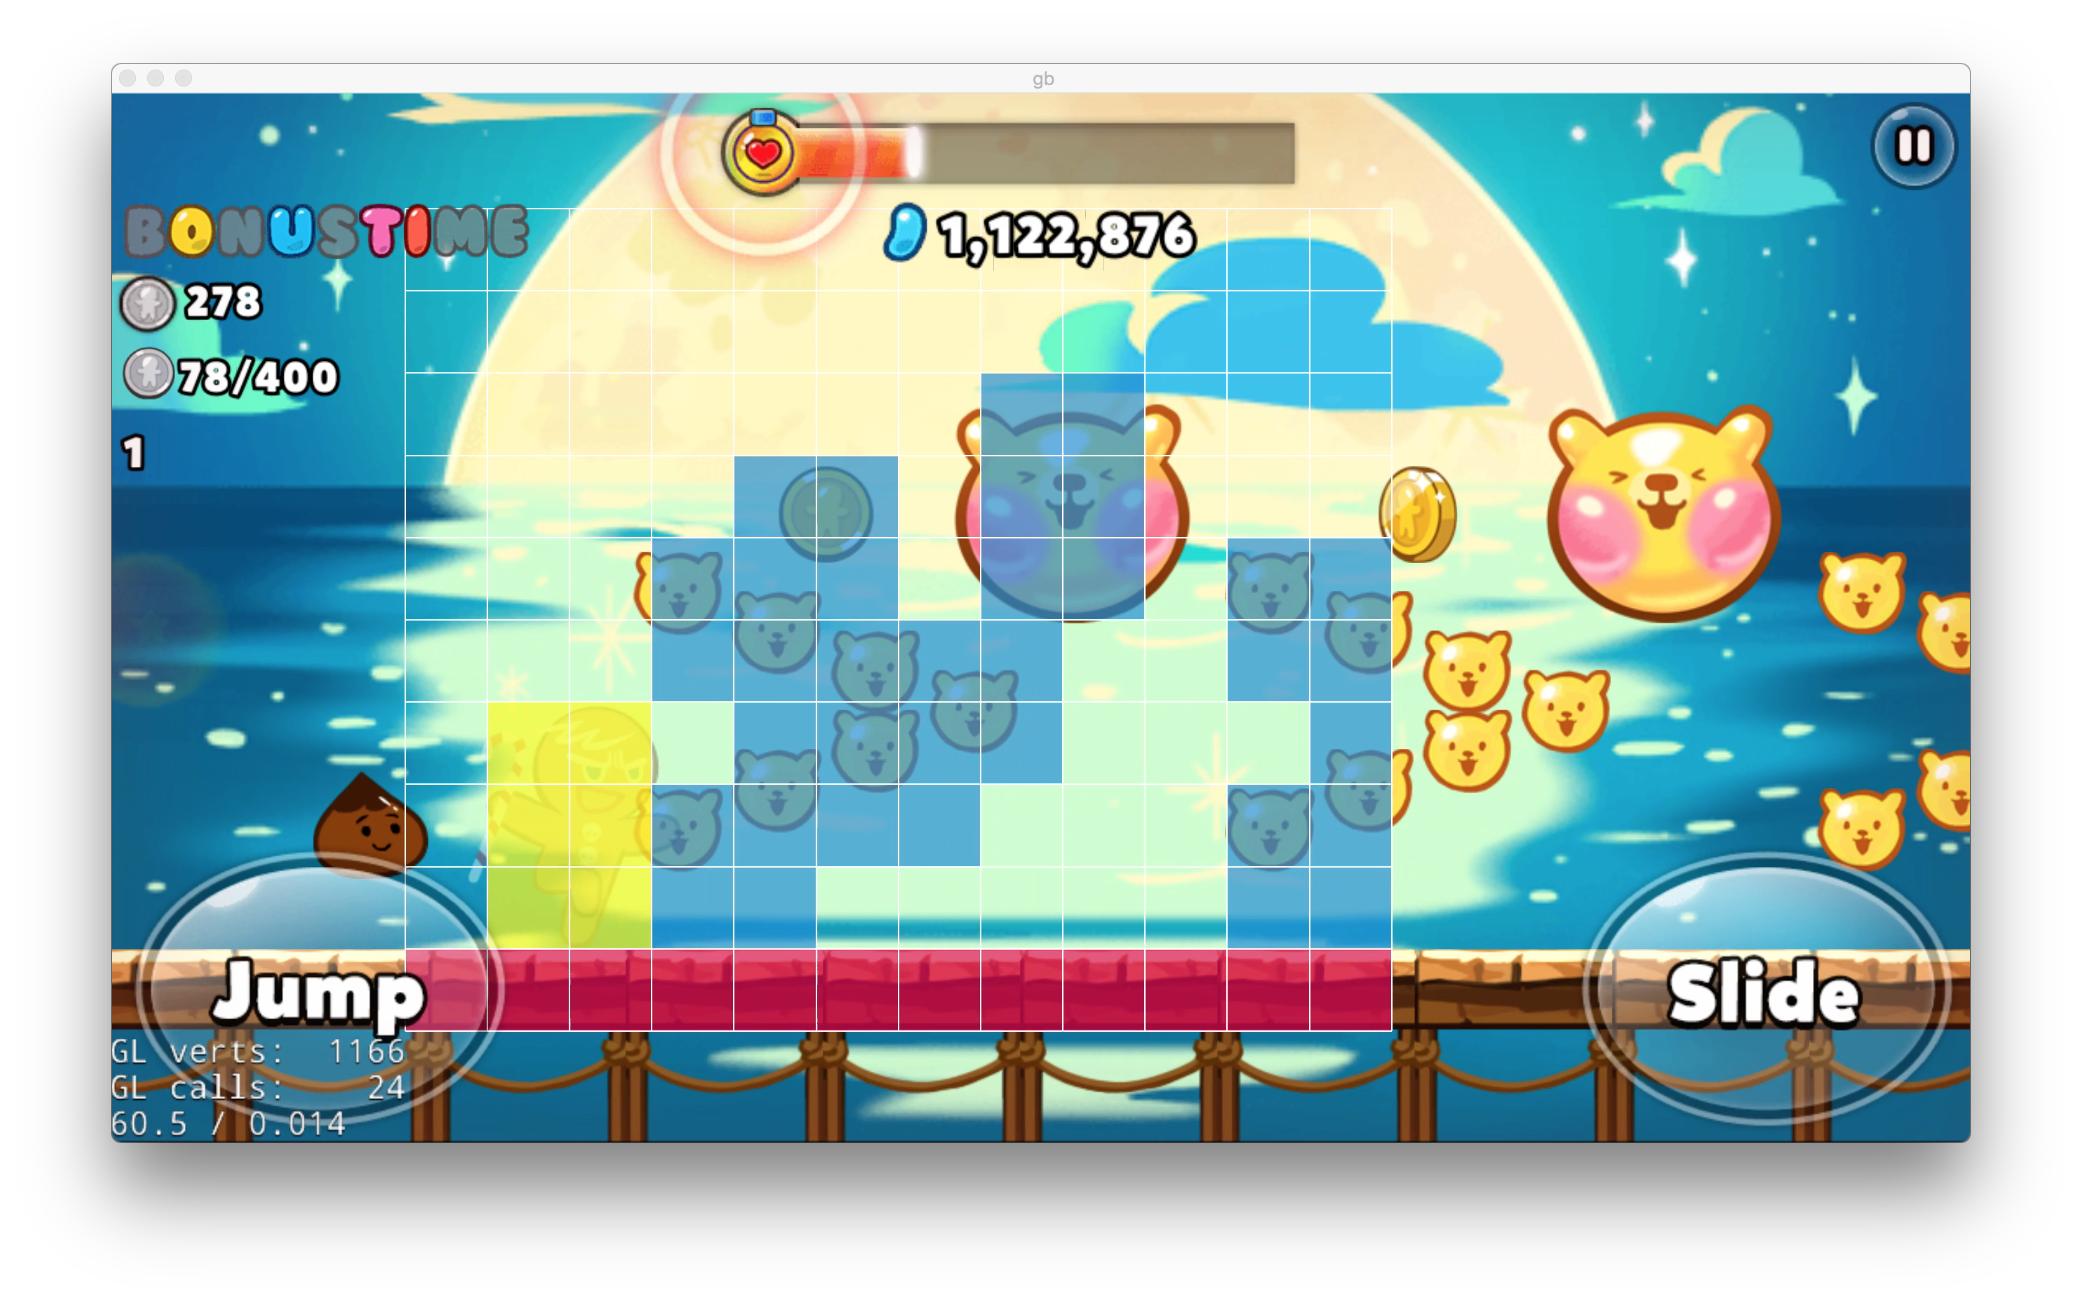 gb
BONUSTIME
1,122,876
278
78/400
1
Jump
Slide
GL verts: 1166
GL calls: 24
60.5 / 0.014